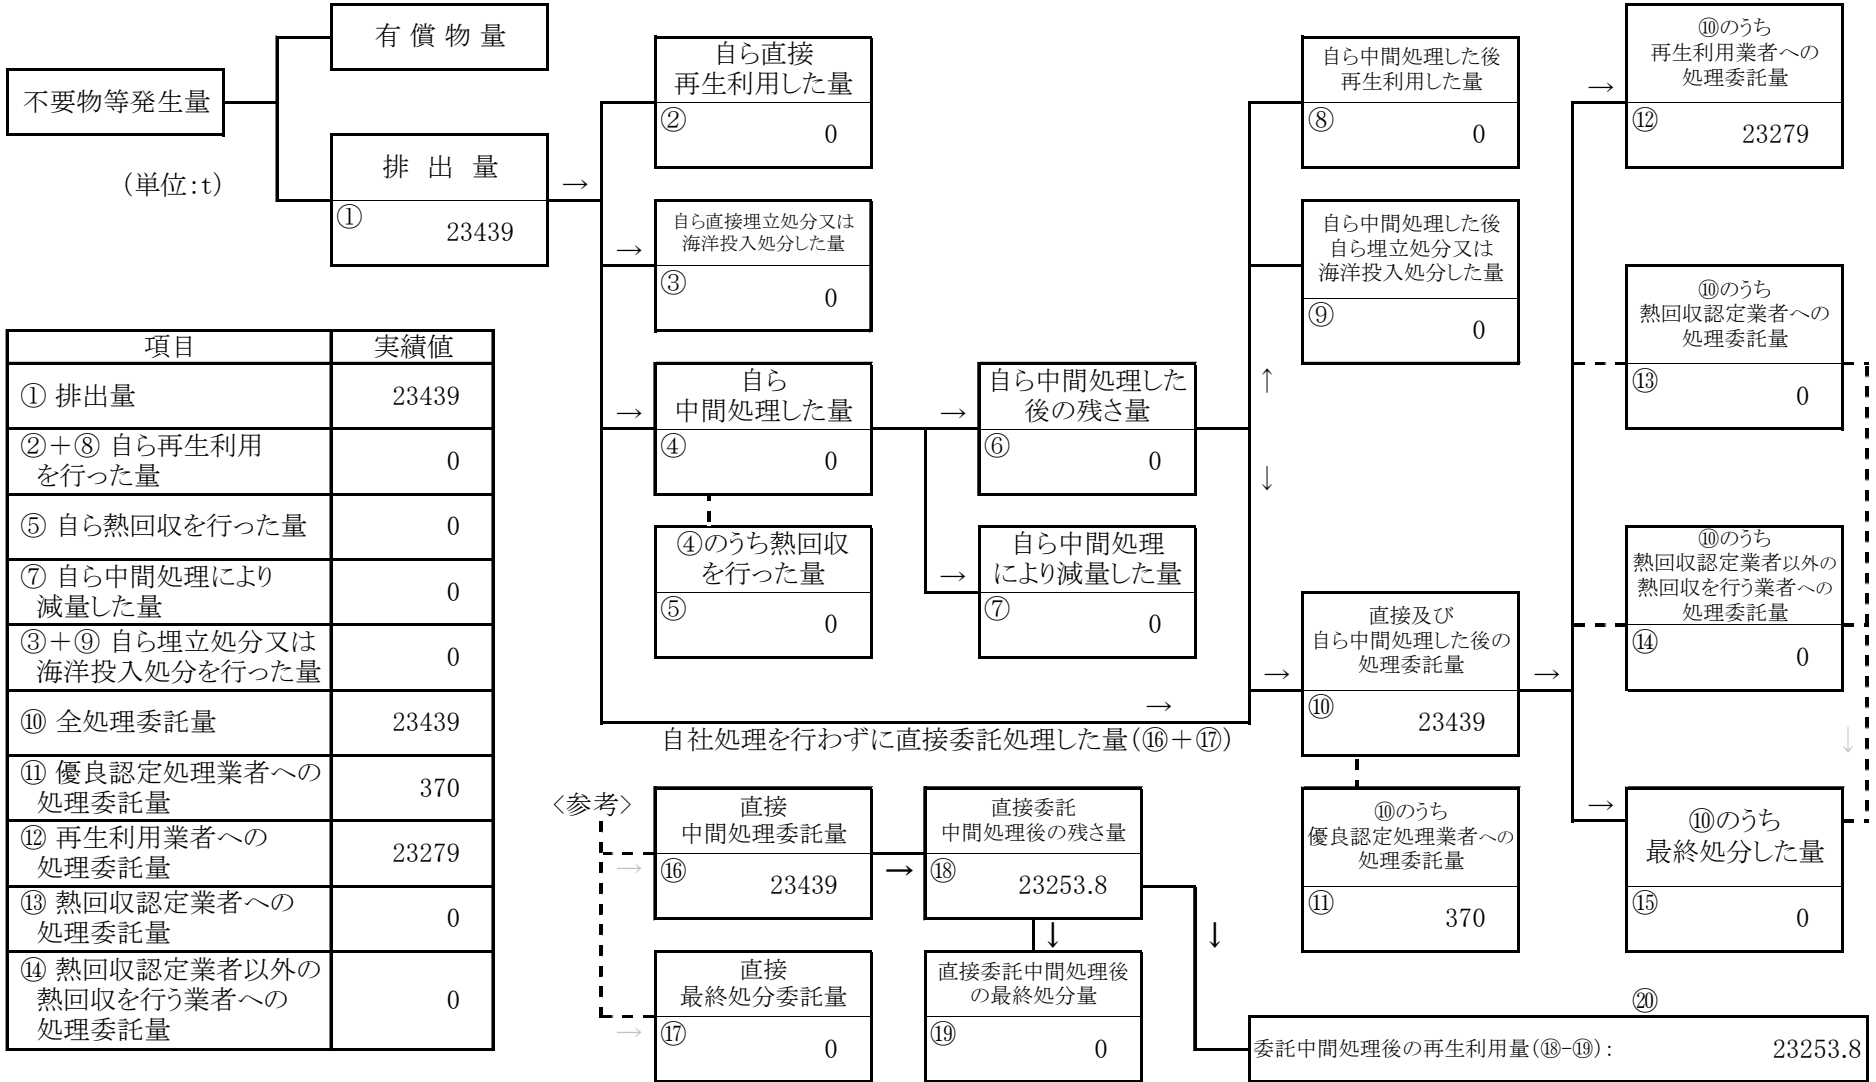 不要物等発生量
(単位:t)
有償物量
排出量
→
①
23439
自ら直接
再生利用した量
②
0
→
自ら直接埋立処分又は
海洋投入処分した量
③
0
→
自ら
中間処理した量
④
0
④のうち熱回収
を行った量
⑤
0
→
自ら中間処理した
後の残さ量
⑥
0
→
自ら中間処理
により減量した量
⑦
0
自ら中間処理した後
再生利用した量
⑧
0
自ら中間処理した後
自ら埋立処分又は
海洋投入処分した量
⑨
0
↑
↓
→
自社処理を行わずに直接委託処理した量(⑯+⑰)
→
直接及び
自ら中間処理した後の
処理委託量
⑩
23439
→
⑩のうち
優良認定処理業者への
処理委託量
⑪
370
→
⑩のうち
再生利用業者への
処理委託量
⑫
23279
⑩のうち
熱回収認定業者への
処理委託量
⑬
0
⑩のうち
熱回収認定業者以外の
熱回収を行う業者への
処理委託量
⑭
0
↓
→
⑩のうち
最終処分した量
⑮
0
項目 実績値
① 排出量 23439
②+⑧ 自ら再生利用
を行った量 0
⑤ 自ら熱回収を行った量 0
⑦ 自ら中間処理により
減量した量 0
③+⑨ 自ら埋立処分又は
海洋投入処分を行った量 0
⑩ 全処理委託量 23439
⑪ 優良認定処理業者への
処理委託量 370
⑫ 再生利用業者への
処理委託量 23279
⑬ 熱回収認定業者への
処理委託量 0
⑭ 熱回収認定業者以外の
熱回収を行う業者への
処理委託量 0
〈参考〉
→
直接
中間処理委託量
⑯
23439
→
直接委託
中間処理後の残さ量
⑱
23253.8
↓
↓
→
直接
最終処分委託量
⑰
0
直接委託中間処理後
の最終処分量
⑲
0
⑳
委託中間処理後の再生利用量(⑱-⑲): 23253.8